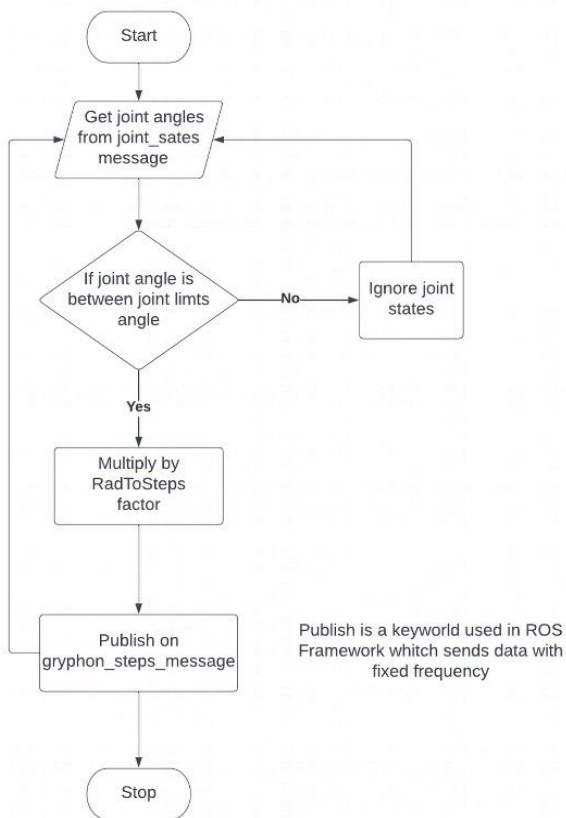 Start
Get joint angles
from joint_sates
message
If joint angle is
between joint limts
angle
No
Ignore joint
states
Yes
Multiply by
RadToSteps
factor
Publish on
gryphon_steps_message
Publish is a keyworld used in ROS
Framework whitch sends data with
fixed frequency
Stop